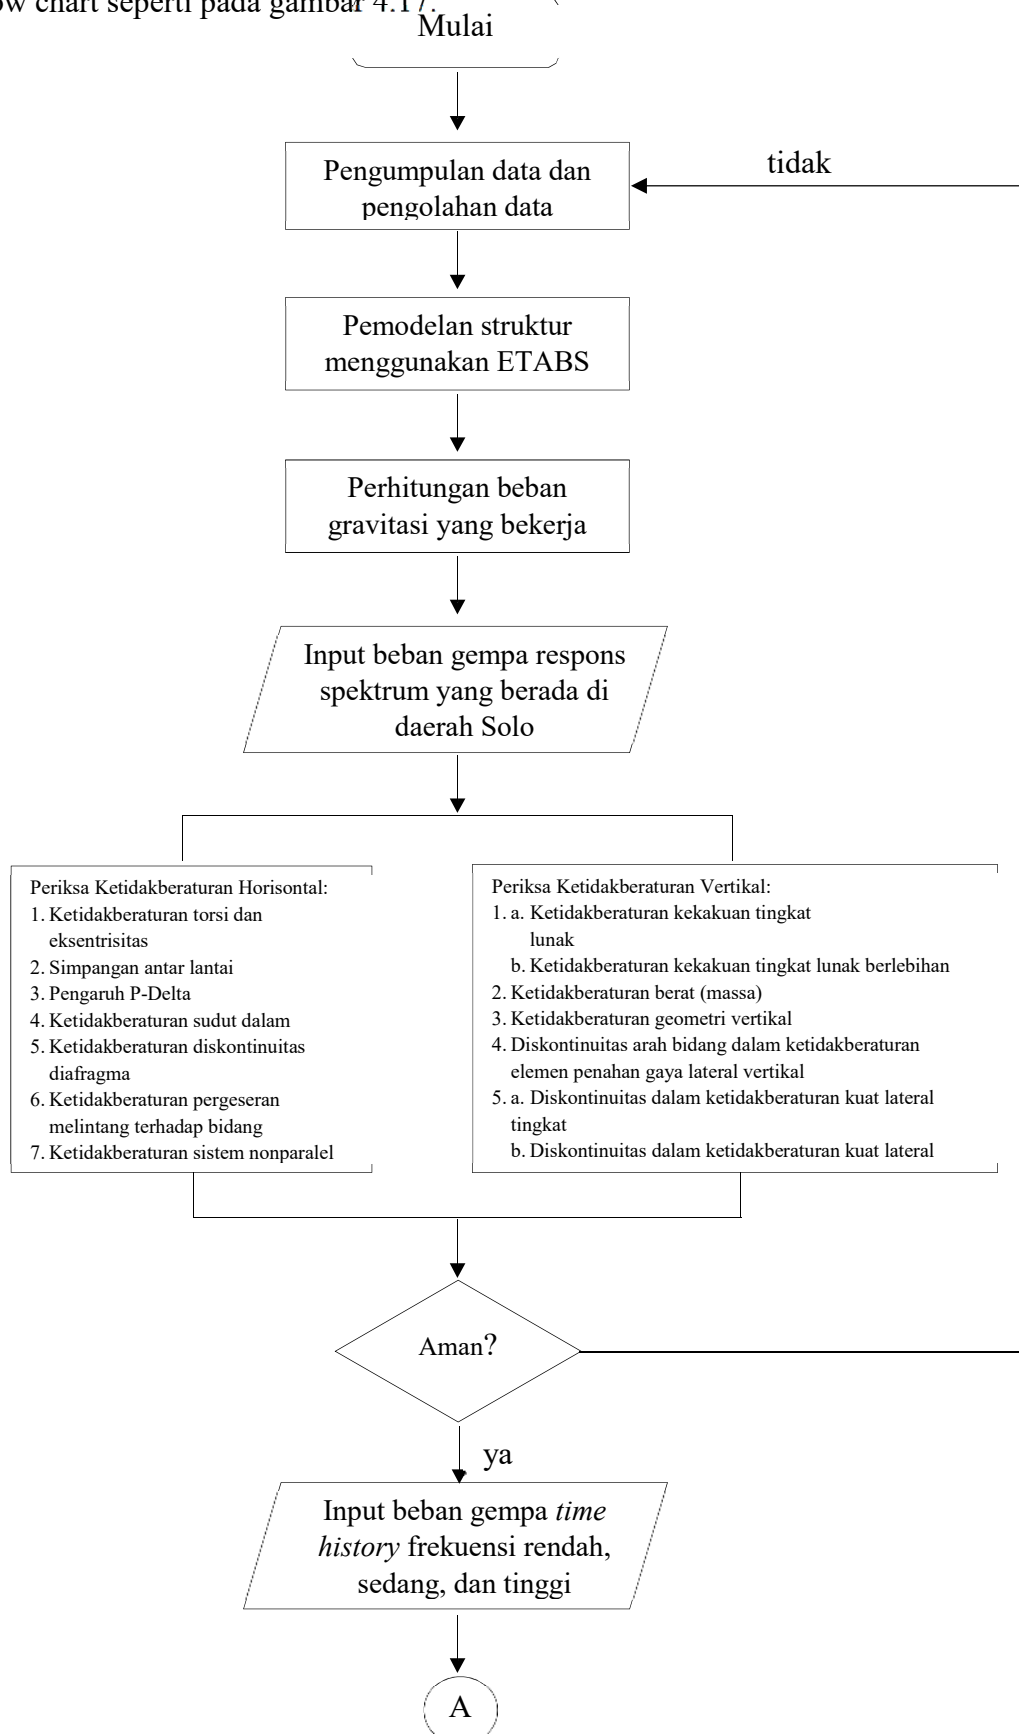 ow chart seperti pada gambar 4.17.
Mulai
Pengumpulan data dan
pengolahan data
tidak
Pemodelan struktur
menggunakan ETABS
Perhitungan beban
gravitasi yang bekerja
Input beban gempa respons
spektrum yang berada di
daerah Solo
Periksa Ketidakberaturan Horisontal:
1. Ketidakberaturan torsi dan
eksentrisitas
2. Simpangan antar lantai
3. Pengaruh P-Delta
4. Ketidakberaturan sudut dalam
5. Ketidakberaturan diskontinuitas
diafragma
6. Ketidakberaturan pergeseran
melintang terhadap bidang
7. Ketidakberaturan sistem nonparalel
Periksa Ketidakberaturan Vertikal:
1. a. Ketidakberaturan kekakuan tingkat
lunak
b. Ketidakberaturan kekakuan tingkat lunak berlebihan
2. Ketidakberaturan berat (massa)
3. Ketidakberaturan geometri vertikal
4. Diskontinuitas arah bidang dalam ketidakberaturan
elemen penahan gaya lateral vertikal
5. a. Diskontinuitas dalam ketidakberaturan kuat lateral
tingkat
b. Diskontinuitas dalam ketidakberaturan kuat lateral
Aman?
ya
Input beban gempa time
history frekuensi rendah,
sedang, dan tinggi
A